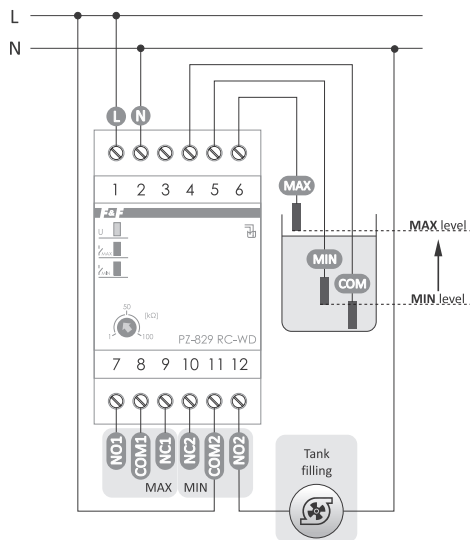 L
N
L N
1 2 3 4 5 6
F&F
U
MAX
MIN
50
[kΩ]
1 100
PZ-829 RC-WD
7 8 9 10 11 12
NO1 COM1 NC1 NC2 COM2 NO2
MAX MIN
MAX
MIN
COM
MAX level
MIN level
Tank
filling